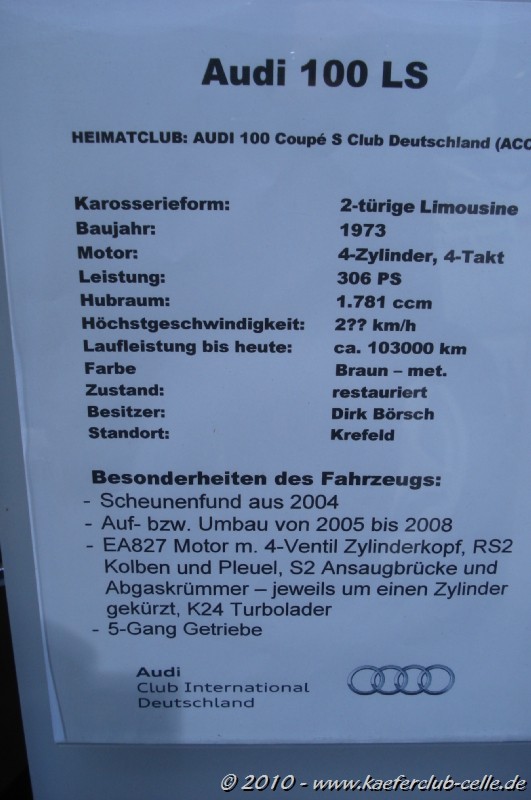 Audi 100 LS
HEIMATCLUB: AUDI 100 Coupé S Club Deutschland (ACC
Karosserieform: 2-türige Limousine
Baujahr: 1973
Motor: 4-Zylinder, 4-Takt
Leistung: 306 PS
Hubraum: 1.781 ccm
Höchstgeschwindigkeit: 2?? km/h
Laufleistung bis heute: ca. 103000 km
Farbe Braun – met.
Zustand: restauriert
Besitzer: Dirk Börsch
Standort: Krefeld
Besonderheiten des Fahrzeugs:
- Scheunenfund aus 2004
- Auf- bzw. Umbau von 2005 bis 2008
- EA827 Motor m. 4-Ventil Zylinderkopf, RS2
Kolben und Pleuel, S2 Ansaugbrücke und
Abgaskrümmer – jeweils um einen Zylinder
gekürzt, K24 Turbolader
- 5-Gang Getriebe
Audi
Club International
Deutschland
© 2010 - www.kaeferclub-celle.de